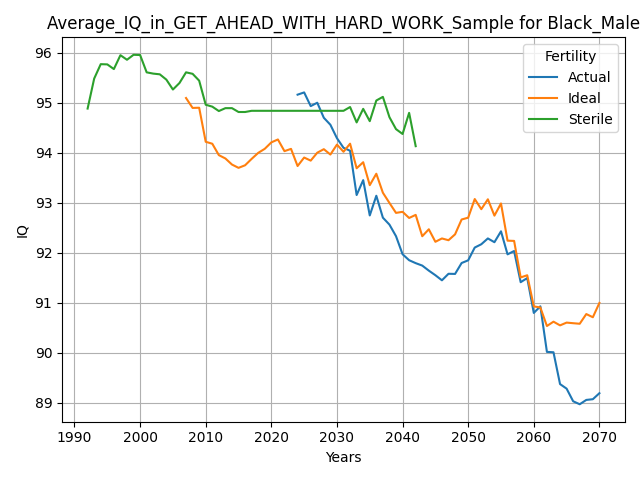 Average_IQ_in_GET_AHEAD_WITH_HARD_WORK_Sample for Black_Male
Fertility
Actual
Ideal
Sterile
IQ
96
95
94
93
92
91
90
89
1990 2000 2010 2020 2030 2040 2050 2060 2070
Years